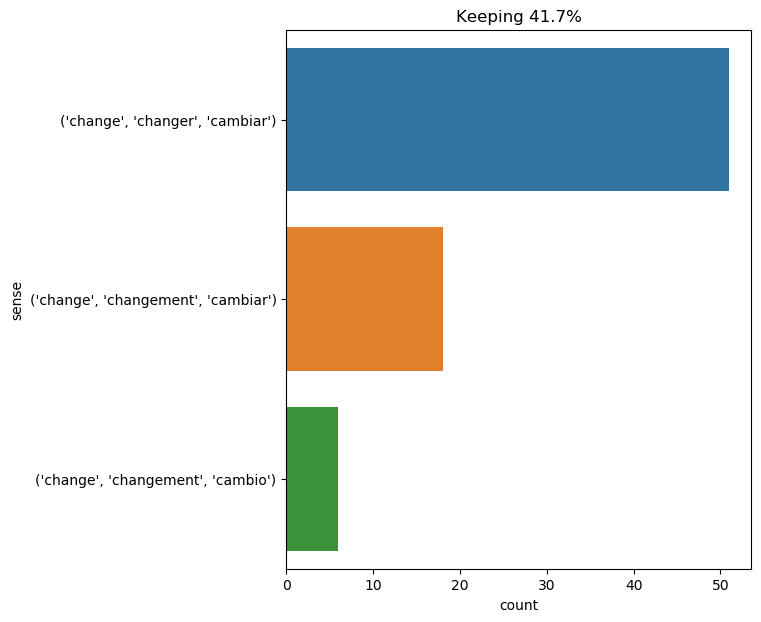 Keeping 41.7%
('change', 'changer', 'cambiar')
('change', 'changement', 'cambiar')
('change', 'changement', 'cambio')
sense
0 10 20 30 40 50
count